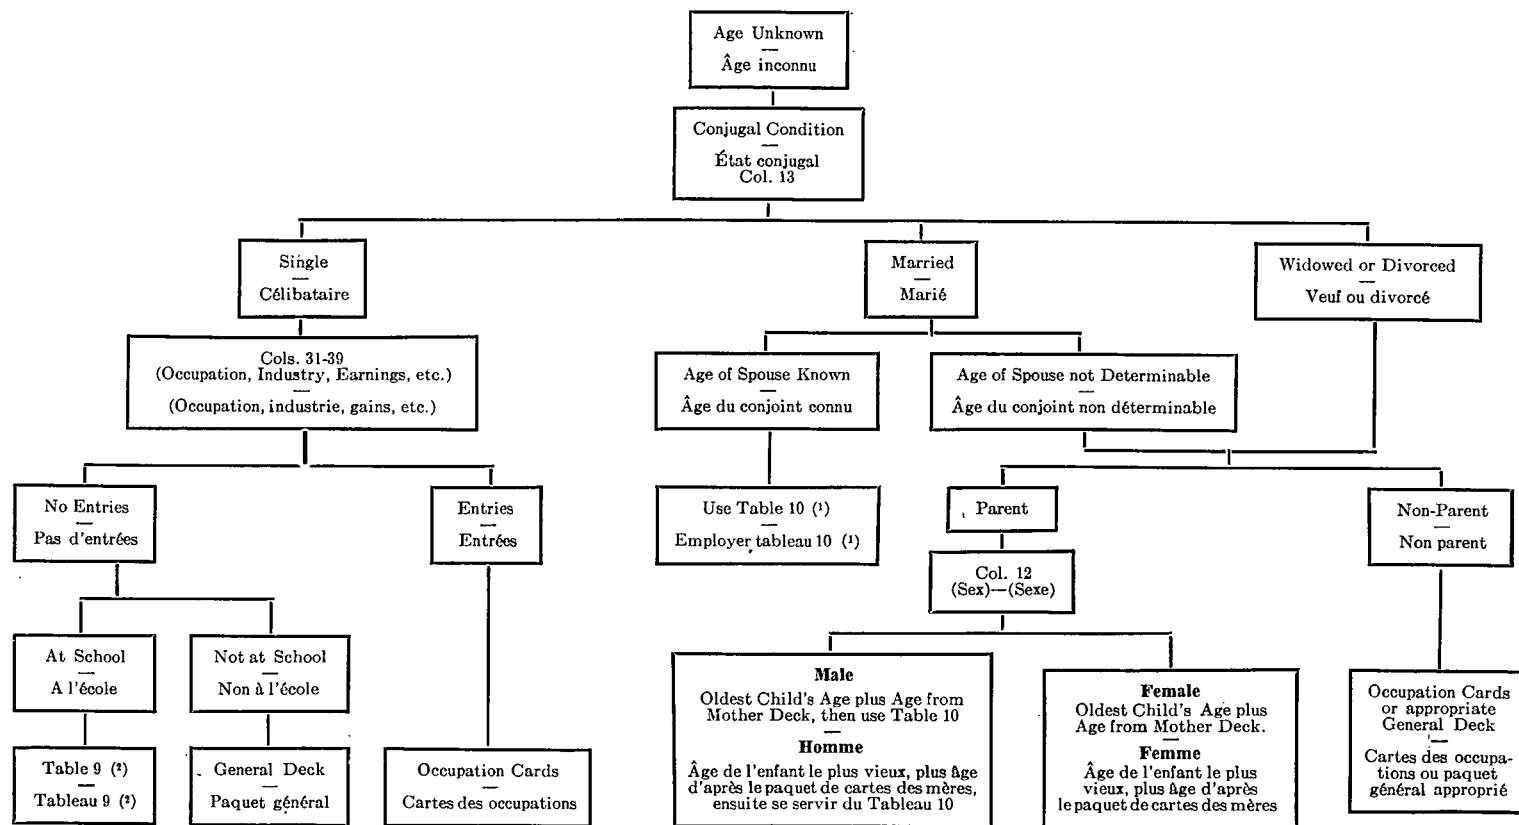 Age Unknown
—
Âge inconnu
Conjugal Condition
—
État conjugal
Col. 13
Single
—
Célibataire
Married
—
Marié
Widowed or Divorced
—
Veuf ou divorcé
Cols. 31-39
(Occupation, Industry, Earnings, etc.)
—
(Occupation, industrie, gains, etc.)
Age of Spouse Known
—
Âge du conjoint connu
Age of Spouse not Determinable
—
Âge du conjoint non déterminable
No Entries
—
Pas d'entrées
Entries
—
Entrées
Use Table 10 (¹)
—
Employer tableau 10 (¹)
Parent
Non-Parent
—
Non parent
Col. 12
(Sex)—(Sexe)
At School
—
A l'école
Not at School
—
Non à l'école
Male
Oldest Child's Age plus Age from
Mother Deck, then use Table 10
—
Homme
Âge de l'enfant le plus vieux, plus âge
d'après le paquet de cartes des mères,
ensuite se servir du Tableau 10
Female
Oldest Child's Age plus
Age from Mother Deck.
—
Femme
Âge de l'enfant le plus
vieux, plus âge d'après
le paquet de cartes des mères
Occupation Cards
or appropriate
General Deck
—
Cartes des occupa-
tions ou paquet
général approprié
Table 9 (²)
—
Tableau 9 (²)
General Deck
—
Paquet général
Occupation Cards
—
Cartes des occupations